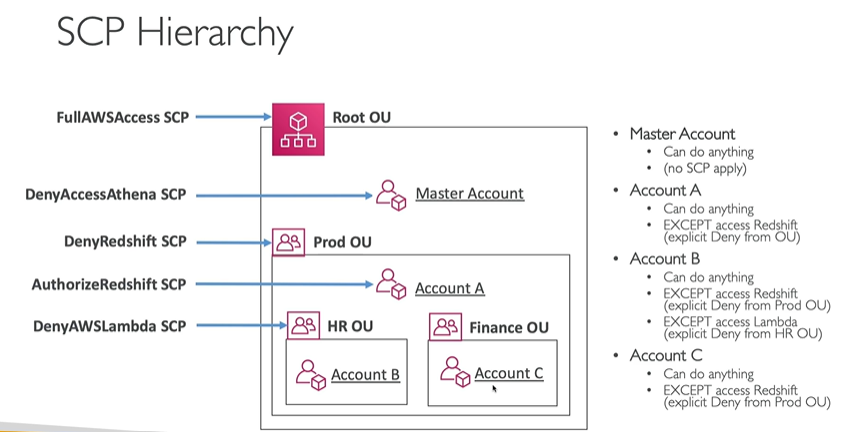 SCP Hierarchy
FullAWSAccess SCP
Root OU
DenyAccessAthena SCP
Master Account
DenyRedshift SCP
Prod OU
AuthorizeRedshift SCP
Account A
DenyAWSLambda SCP
HR OU
Finance OU
Account B
Account C
• Master Account
• Can do anything
• (no SCP apply)
• Account A
• Can do anything
• EXCEPT access Redshift
(explicit Deny from OU)
• Account B
• Can do anything
• EXCEPT access Redshift
(explicit Deny from Prod OU)
• EXCEPT access Lambda
(explicit Deny from HR OU)
• Account C
• Can do anything
• EXCEPT access Redshift
(explicit Deny from Prod OU)